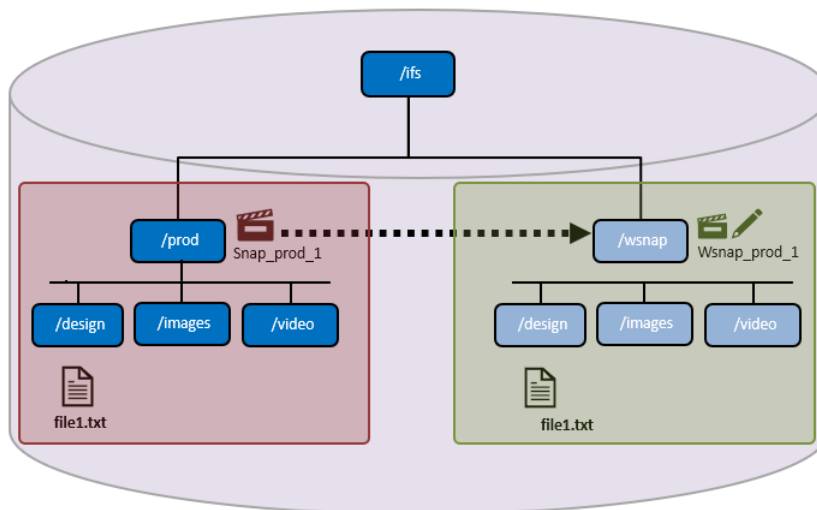 /ifs
/prod
Snap_prod_1
/wsnap
Wsnap_prod_1
/design
/images
/video
/design
/images
/video
file1.txt
file1.txt